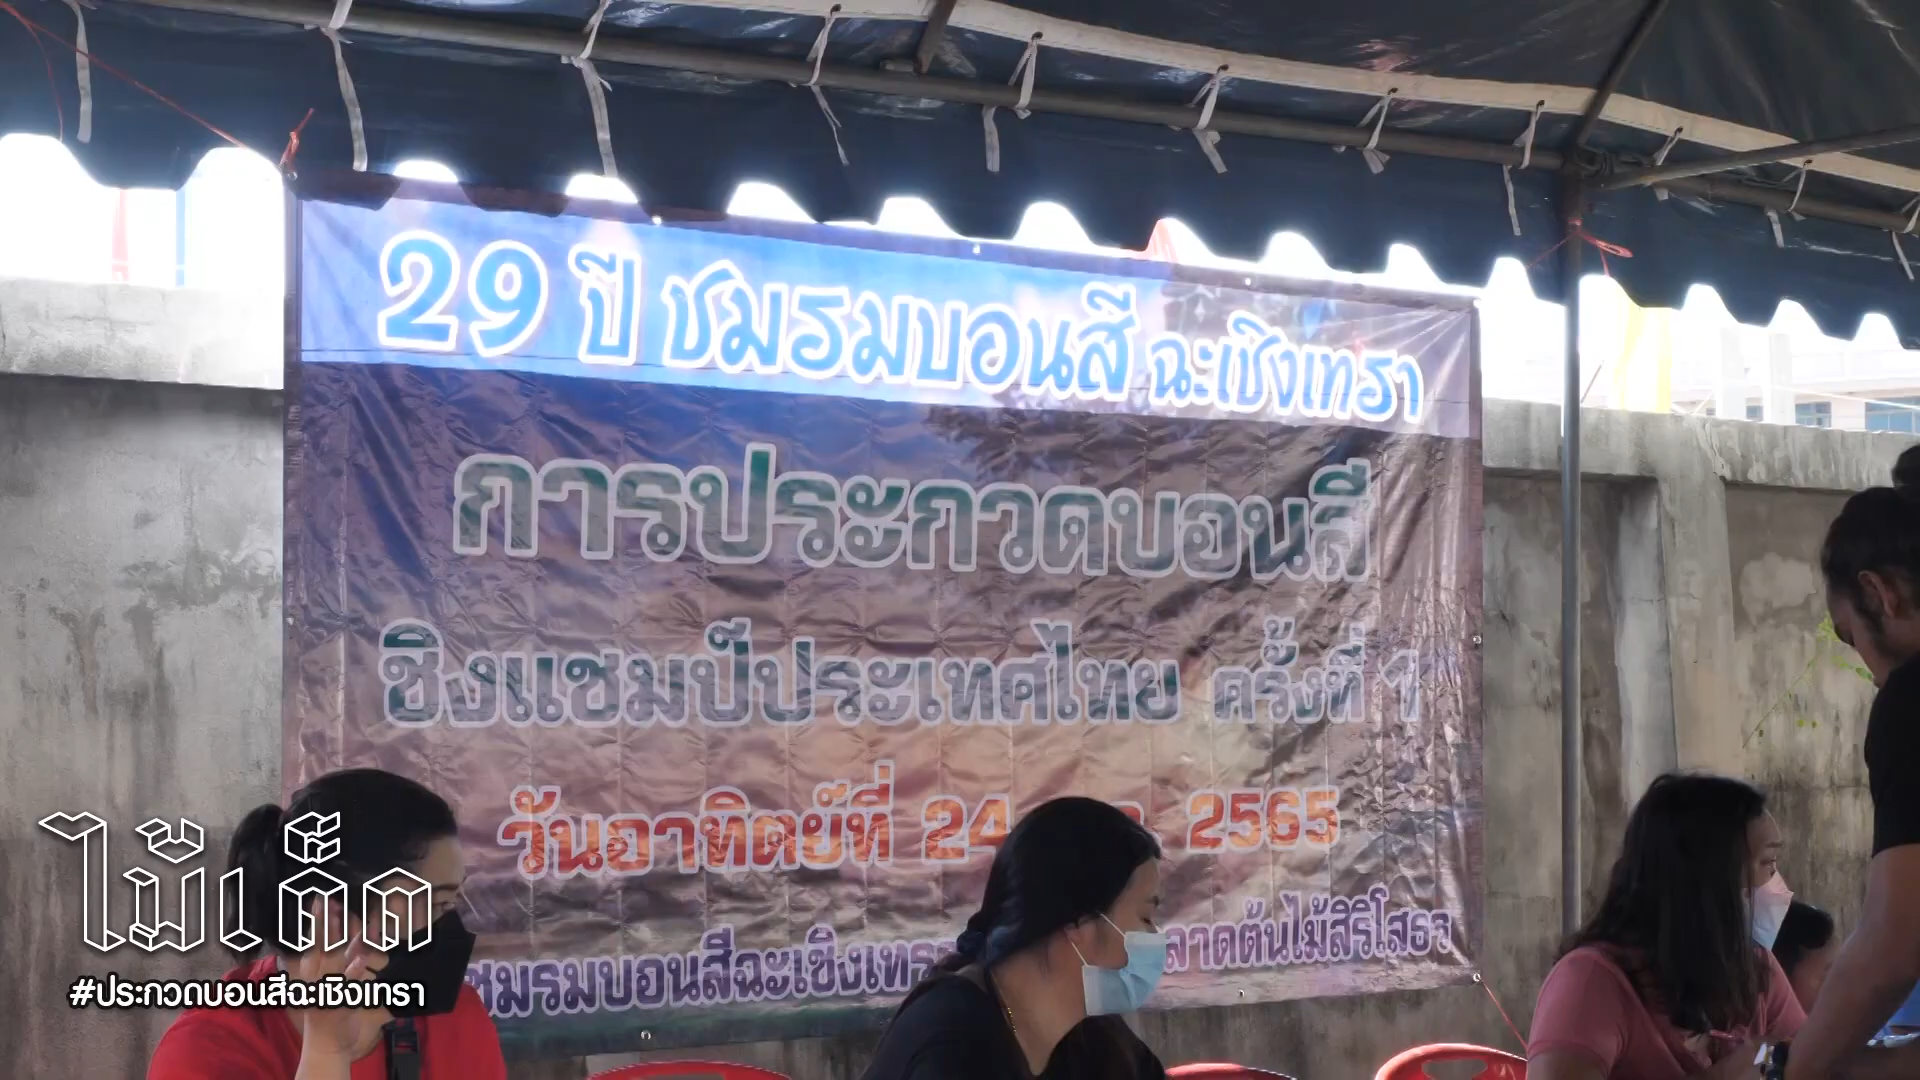 29 ปี ชมรมบอนสี ฉะเชิงเทรา
การประกวดบอนสี
ชิงแชมป์ประเทศไทย ครั้งที่ 1
วันอาทิตย์ที่ 24 2565
ชมรมบอนสีฉะเชิงเทรา ลาดต้นไม้สิริโสธร
ไม้เด็ด
#ประกวดบอนสีฉะเชิงเทรา